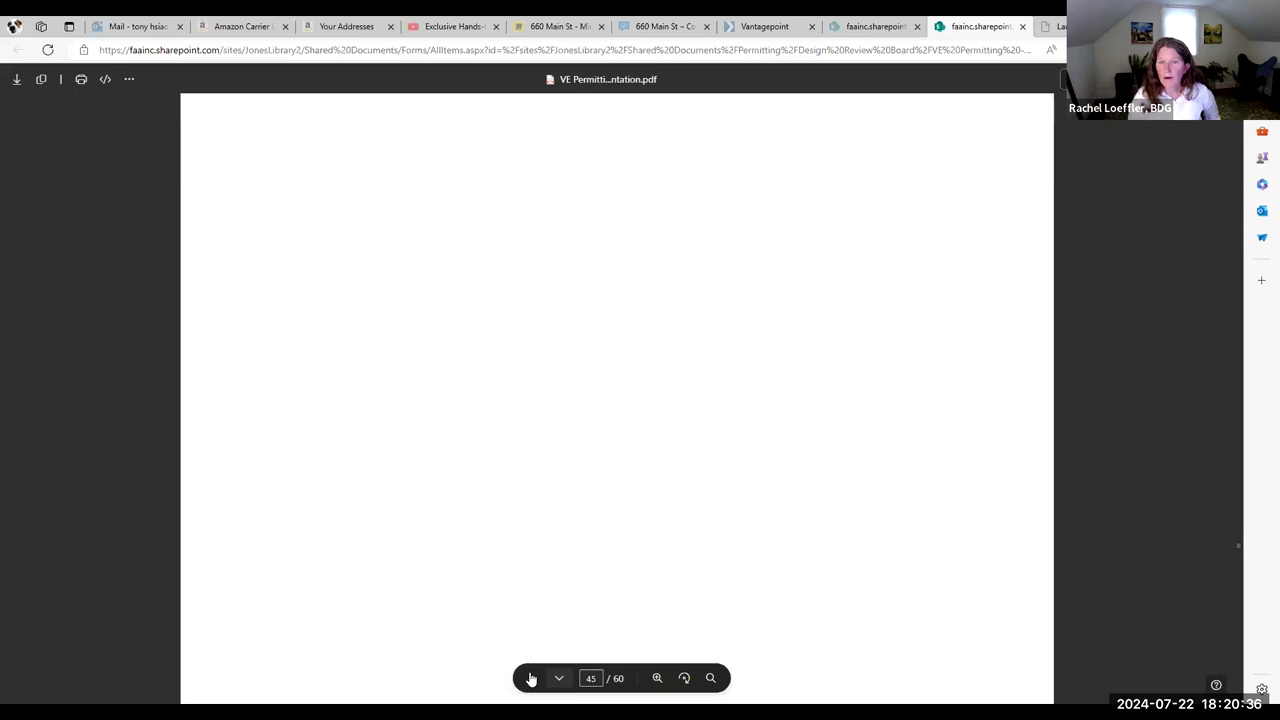 Mail - tony hsiao
Amazon Carrier C
Your Addresses
Exclusive Hands-
660 Main St - Mi
660 Main St – Co
Vantagepoint
faainc.sharepoint
faainc.sharepoint.
La
https://faainc.sharepoint.com/sites/JonesLibrary2/Shared%20Documents/Forms/AllItems.aspx?id=%2Fsites%2FJonesLibrary2%2FShared%20Documents%2FPermitting%2FDesign%20Review%20Board%2FVE%20Permitting%20-...
VE Permitti...ntation.pdf
Rachel Loeffler, BDG
45 / 60
2024-07-22 18:20:36